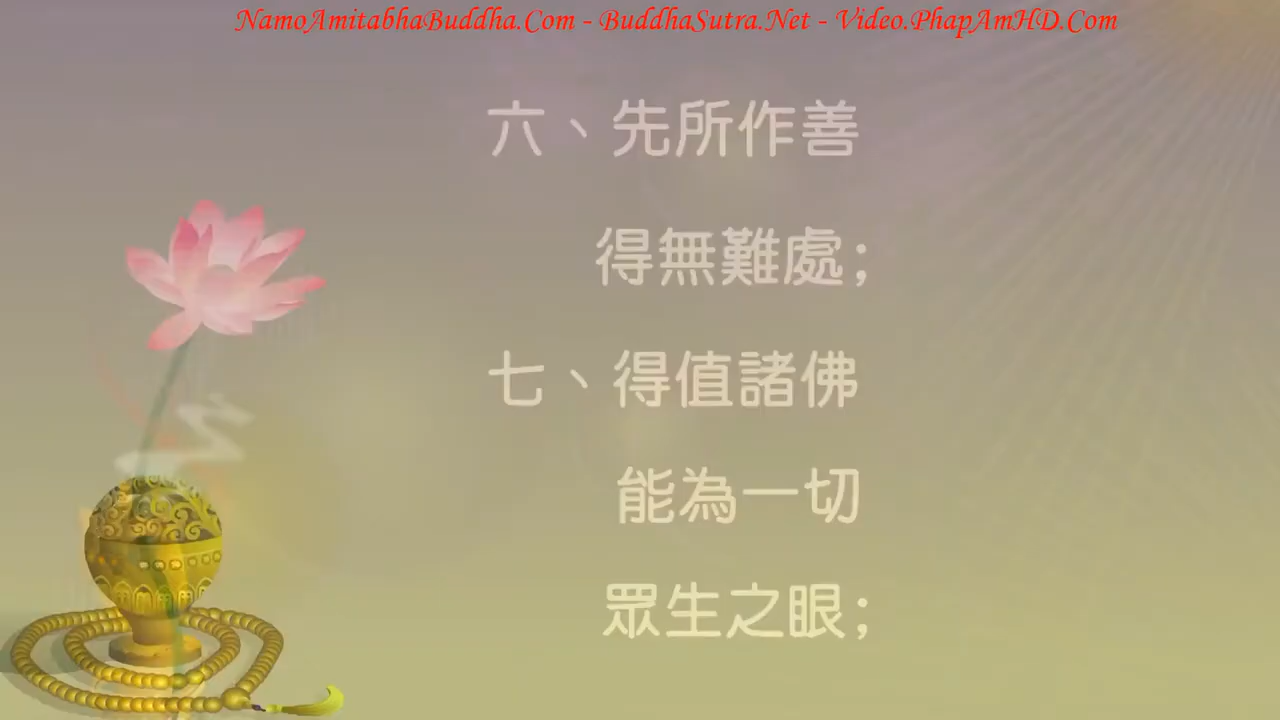 NamoAmitabhaBuddha.Com - BuddhaSutra.Net - Video.PhapAmHD.Com
六、先所作善
得無難處；
七、得值諸佛
能為一切
眾生之眼；